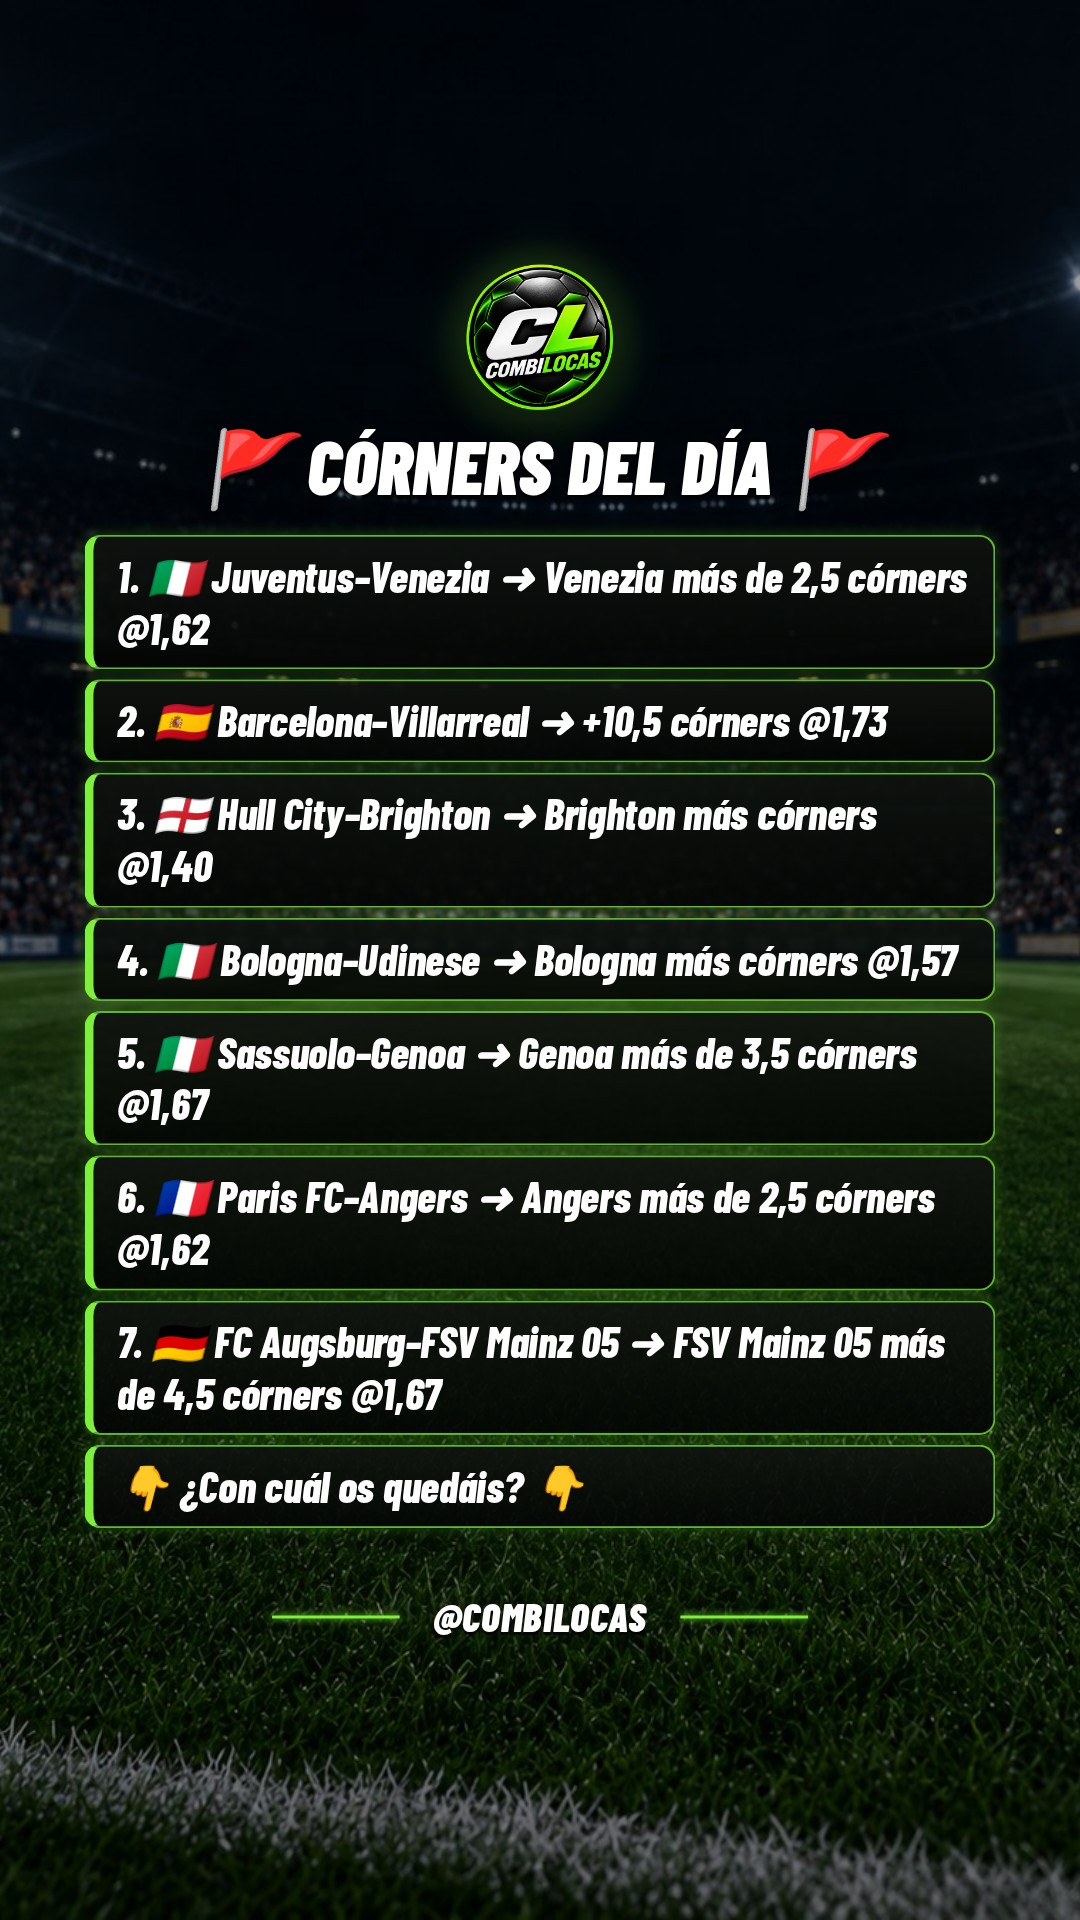 CL
COMBILOCAS
🚩 CÓRNERS DEL DÍA 🚩
1. 🇮🇹 Juventus-Venezia ➜ Venezia más de 2,5 córners
@1,62
2. 🇪🇸 Barcelona-Villarreal ➜ +10,5 córners @1,73
3. 🏴󠁧󠁢󠁥󠁮󠁧󠁿 Hull City-Brighton ➜ Brighton más córners
@1,40
4. 🇮🇹 Bologna-Udinese ➜ Bologna más córners @1,57
5. 🇮🇹 Sassuolo-Genoa ➜ Genoa más de 3,5 córners
@1,67
6. 🇫🇷 Paris FC-Angers ➜ Angers más de 2,5 córners
@1,62
7. 🇩🇪 FC Augsburg-FSV Mainz 05 ➜ FSV Mainz 05 más
de 4,5 córners @1,67
👇 ¿Con cuál os quedáis? 👇
@COMBILOCAS